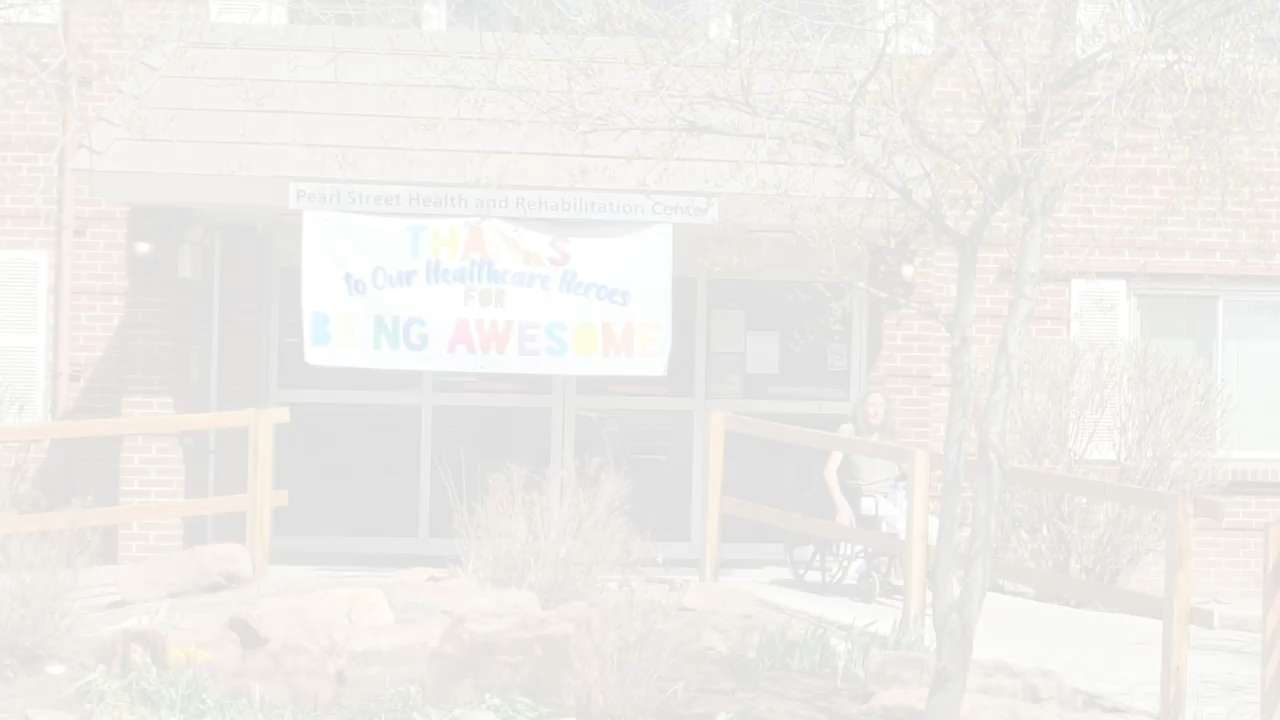 Pearl Street Health and Rehabilitation Center
THANKS
to Our Healthcare Heroes
FOR
BEING AWESOME